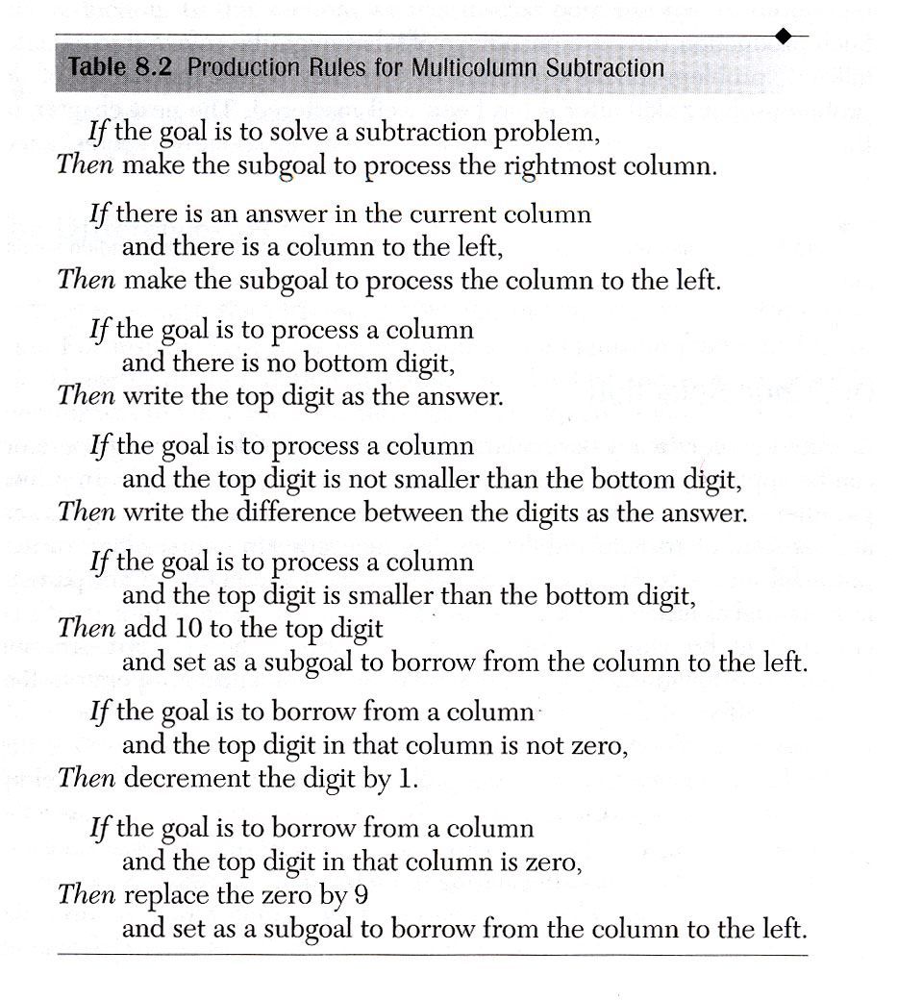 Table 8.2 Production Rules for Multicolumn Subtraction
If the goal is to solve a subtraction problem,
Then make the subgoal to process the rightmost column.
If there is an answer in the current column
and there is a column to the left,
Then make the subgoal to process the column to the left.
If the goal is to process a column
and there is no bottom digit,
Then write the top digit as the answer.
If the goal is to process a column
and the top digit is not smaller than the bottom digit,
Then write the difference between the digits as the answer.
If the goal is to process a column
and the top digit is smaller than the bottom digit,
Then add 10 to the top digit
and set as a subgoal to borrow from the column to the left.
If the goal is to borrow from a column
and the top digit in that column is not zero,
Then decrement the digit by 1.
If the goal is to borrow from a column
and the top digit in that column is zero,
Then replace the zero by 9
and set as a subgoal to borrow from the column to the left.